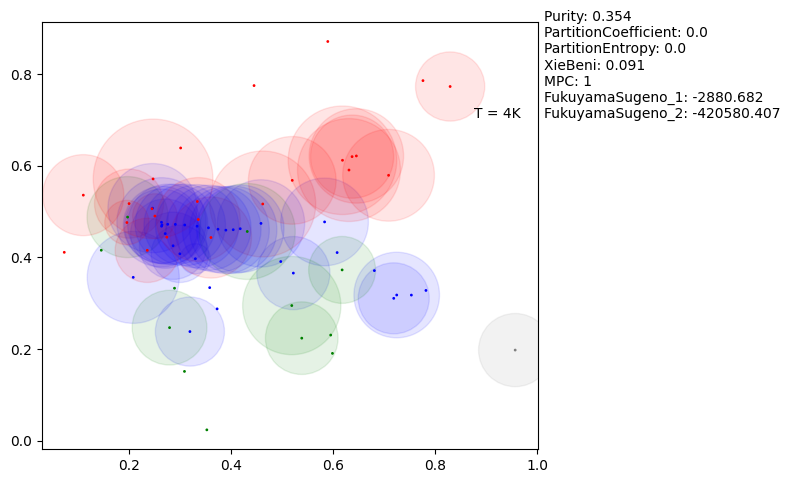 Purity: 0.354
PartitionCoefficient: 0.0
PartitionEntropy: 0.0
XieBeni: 0.091
MPC: 1
FukuyamaSugeno_1: -2880.682
FukuyamaSugeno_2: -420580.407
T = 4K
0.8
0.6
0.4
0.2
0.0
0.2 0.4 0.6 0.8 1.0